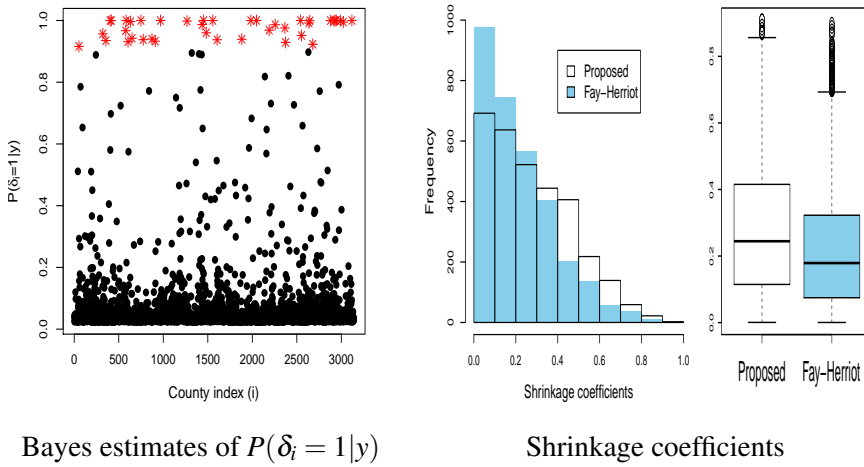 P(δi=1|y)
0.0 0.2 0.4 0.6 0.8 1.0
0 500 1000 1500 2000 2500 3000
County index (i)
Frequency
0 200 400 600 800 1000
Proposed
Fay−Herriot
0.0 0.2 0.4 0.6 0.8 1.0
Shrinkage coefficients
0.0 0.2 0.4 0.6 0.8
Proposed Fay−Herriot
Bayes estimates of P(δi = 1|y)
Shrinkage coefficients